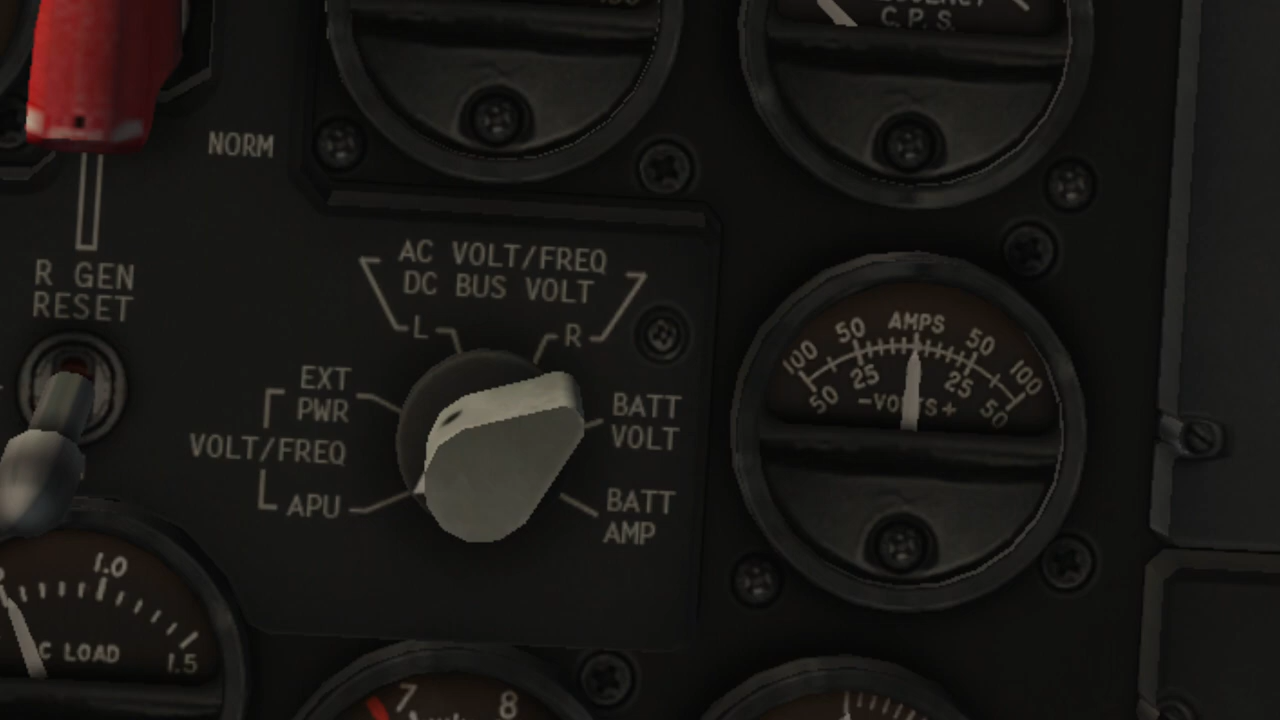 C.P.S.
NORM
R GEN
RESET
AC VOLT/FREQ
DC BUS VOLT
L
R
EXT
PWR
VOLT/FREQ
APU
BATT
VOLT
BATT
AMP
AMPS
50 50
100 100
25 25
50 50
-VOLTS+
1.0
C LOAD
1.5
7 8